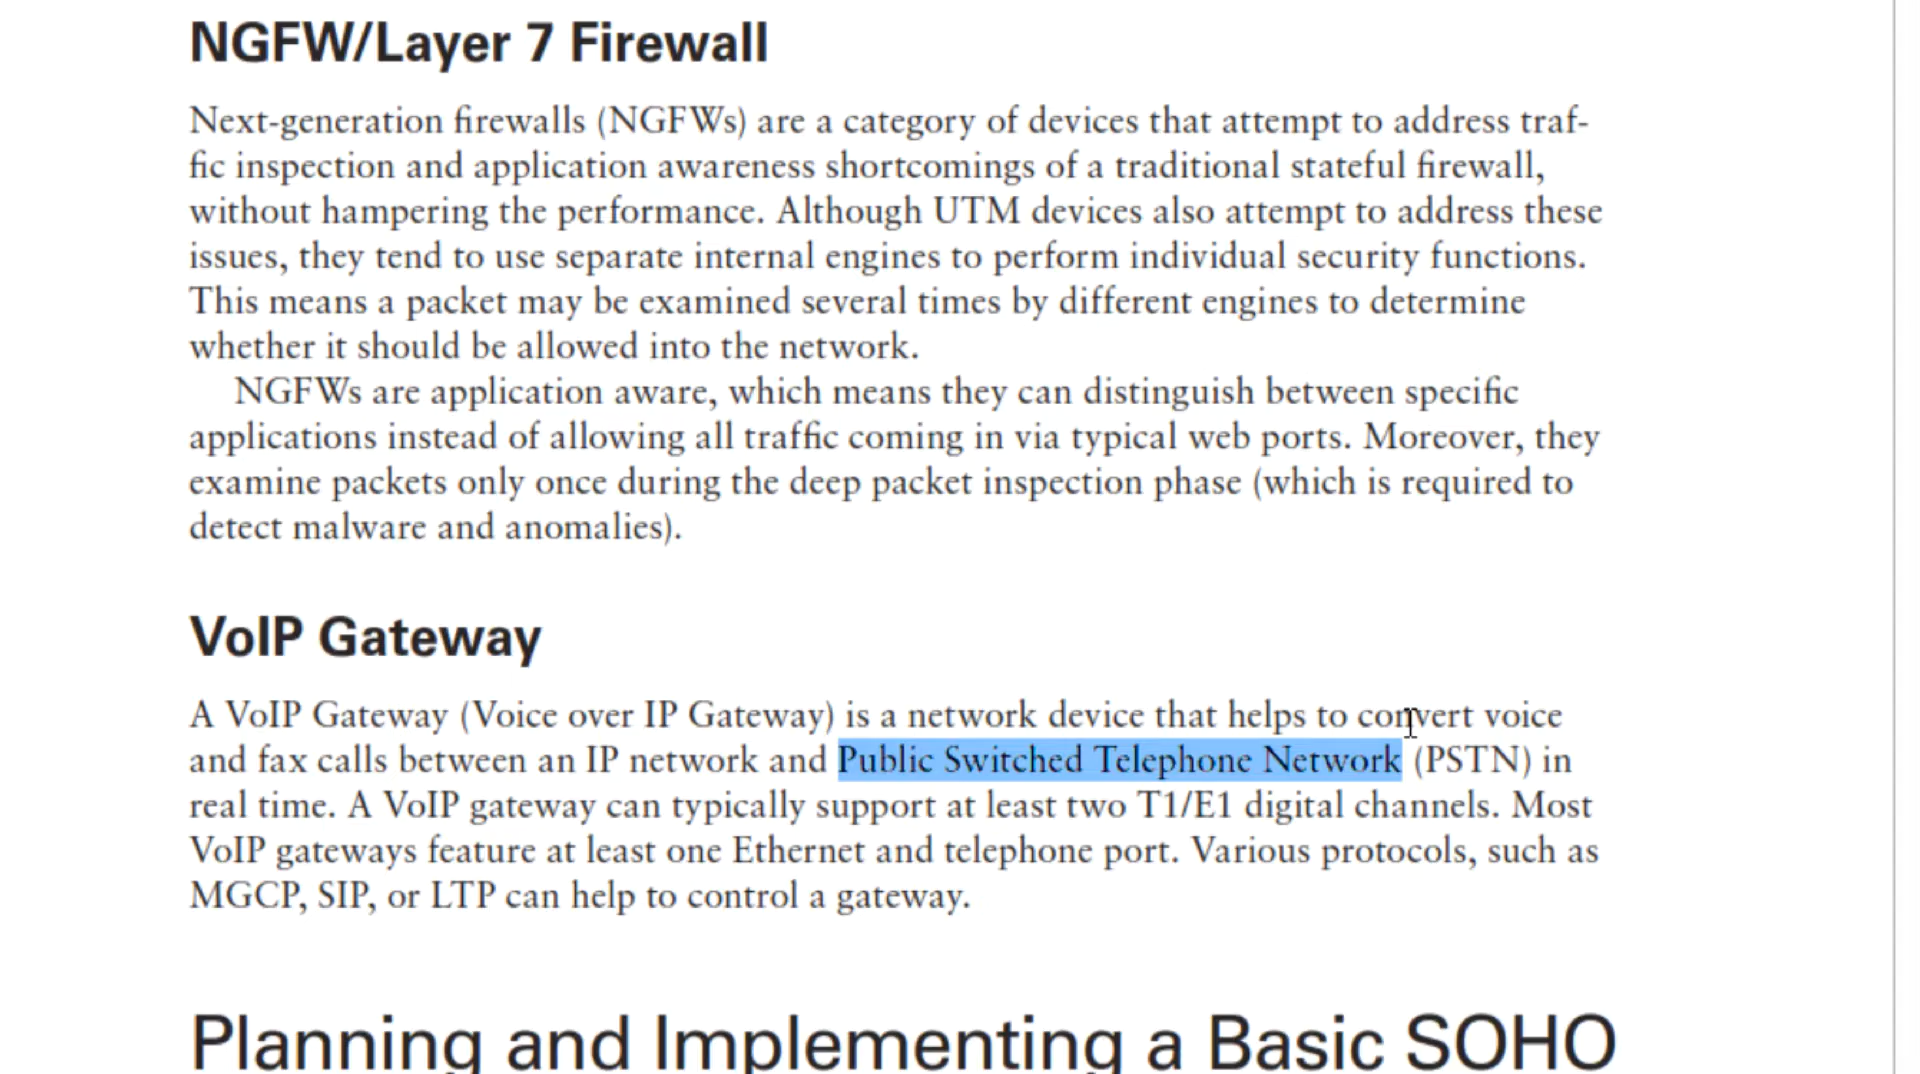 NGFW/Layer 7 Firewall
Next-generation firewalls (NGFWs) are a category of devices that attempt to address traf-
fic inspection and application awareness shortcomings of a traditional stateful firewall,
without hampering the performance. Although UTM devices also attempt to address these
issues, they tend to use separate internal engines to perform individual security functions.
This means a packet may be examined several times by different engines to determine
whether it should be allowed into the network.
NGFWs are application aware, which means they can distinguish between specific
applications instead of allowing all traffic coming in via typical web ports. Moreover, they
examine packets only once during the deep packet inspection phase (which is required to
detect malware and anomalies).
VoIP Gateway
A VoIP Gateway (Voice over IP Gateway) is a network device that helps to convert voice
and fax calls between an IP network and Public Switched Telephone Network (PSTN) in
real time. A VoIP gateway can typically support at least two T1/E1 digital channels. Most
VoIP gateways feature at least one Ethernet and telephone port. Various protocols, such as
MGCP, SIP, or LTP can help to control a gateway.
Planning and Implementing a Basic SOHO